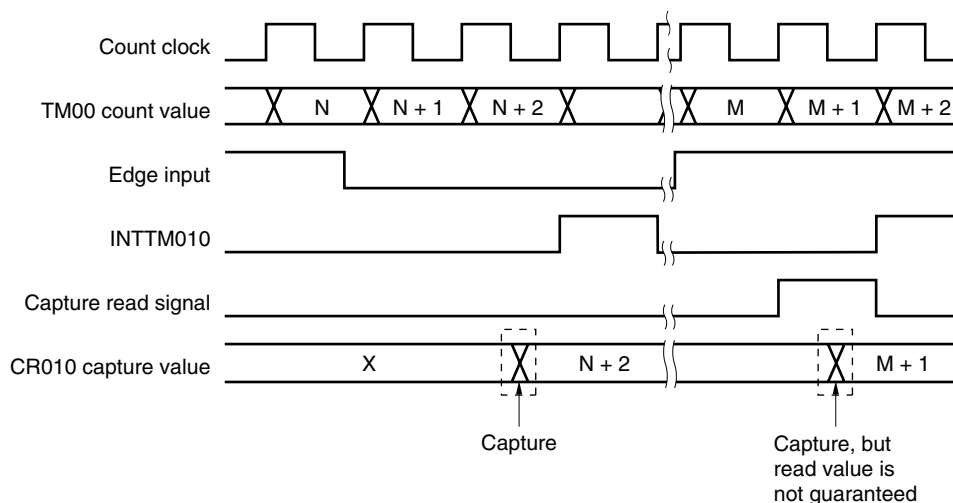 Count clock
TM00 count value
N
N + 1
N + 2
M
M + 1
M + 2
Edge input
INTTM010
Capture read signal
CR010 capture value
X
N + 2
M + 1
Capture
Capture, but
read value is
not guaranteed